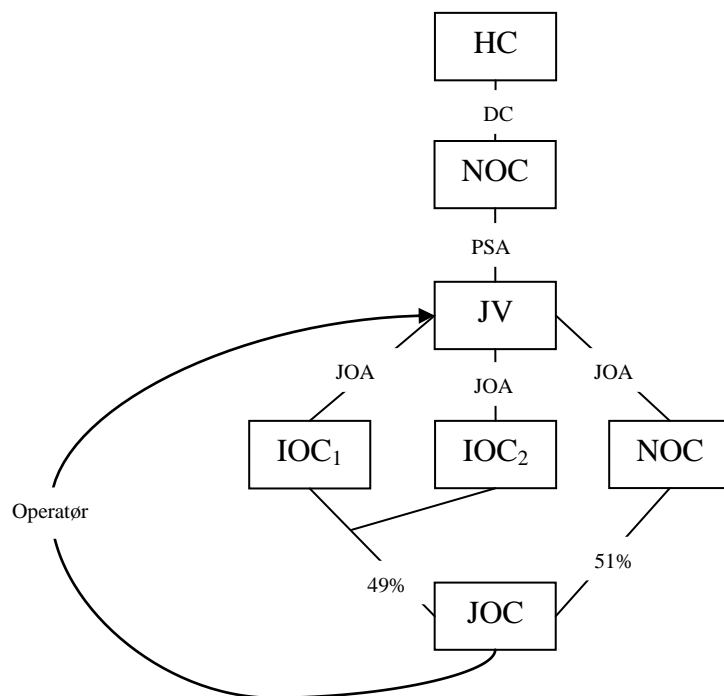 HC
DC
NOC
PSA
JV
JOA
JOA
JOA
IOC₁
IOC₂
NOC
Operatør
49%
51%
JOC